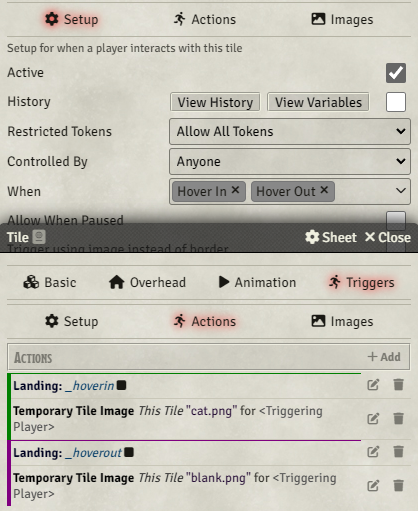 Setup Actions Images
Setup for when a player interacts with this tile
Active
History View History View Variables
Restricted Tokens Allow All Tokens
Controlled By Anyone
When Hover In × Hover Out ×
Allow When Paused
Trigger using image instead of border
Tile Sheet Close
Basic Overhead Animation Triggers
Setup Actions Images
ACTIONS + Add
Landing: _hoverin
Temporary Tile Image This Tile "cat.png" for <Triggering
Player>
Landing: _hoverout
Temporary Tile Image This Tile "blank.png" for <Triggering
Player>